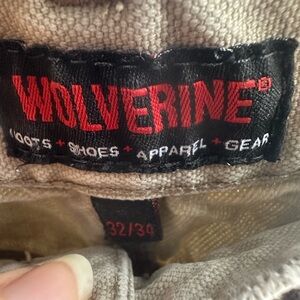 WOLVERINE®
BOOTS + SHOES + APPAREL + GEAR
32/34